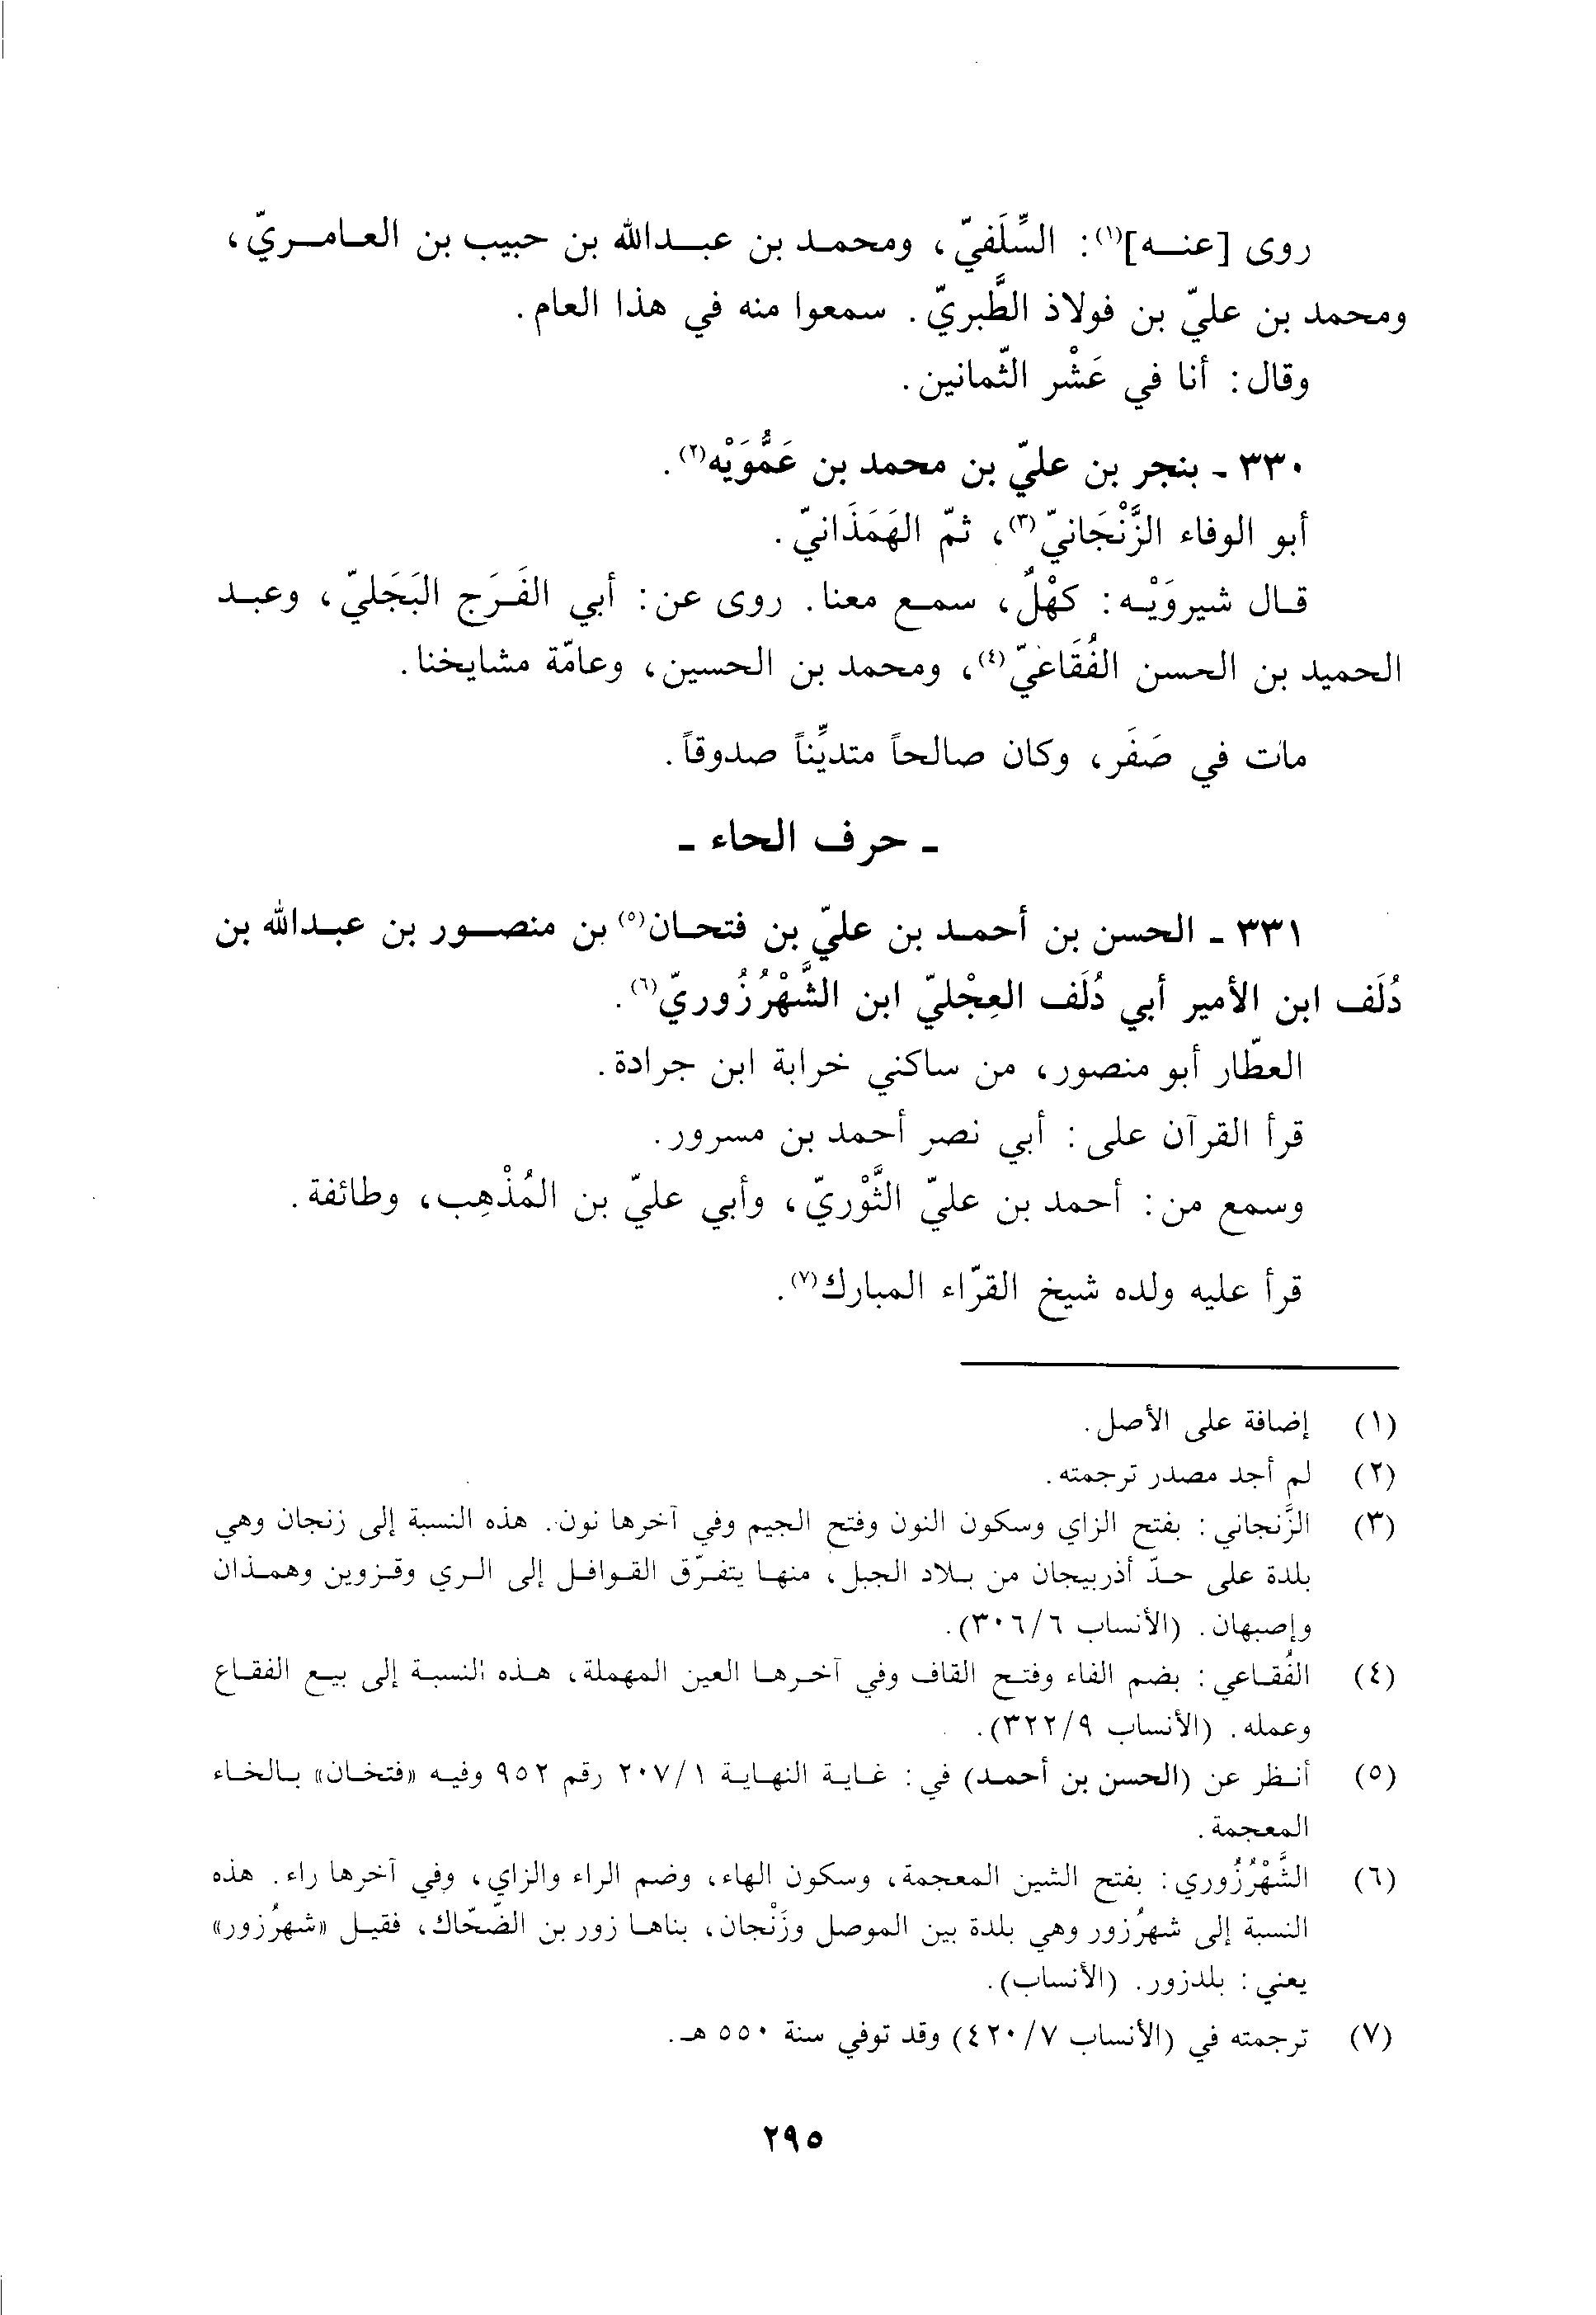 روى [عنه](١): السِّلَفيّ، ومحمد بن عبدالله بن حبيب بن العامريّ،
ومحمد بن عليّ بن فولاذ الطَّبريّ. سمعوا منه في هذا العام.
وقال: أنا في عَشْر الثّمانين.
٣٣٠ - بنجر بن عليّ بن محمد بن عَمُّوَيْه(٢).
أبو الوفاء الزَّنْجَانيّ(٣)، ثمّ الهَمَذَانيّ.
قال شيروَيْه: كهْلٌ، سمع معنا. روى عن: أبي الفَرَج البَجَليّ، وعبد
الحميد بن الحسن الفُقَاعيّ(٤)، ومحمد بن الحسين، وعامّة مشايخنا.
مات في صَفَر، وكان صالحاً متديِّناً صدوقاً.
- حرف الحاء -
٣٣١ - الحسن بن أحمد بن عليّ بن فتحان(٥) بن منصور بن عبدالله بن
دُلَف ابن الأمير أبي دُلَف العِجْليّ ابن الشَّهْرُزُوريّ(٦).
العطّار أبو منصور، من ساكني خرابة ابن جرادة.
قرأ القرآن على: أبي نصر أحمد بن مسرور.
وسمع من: أحمد بن عليّ الثَّوْريّ، وأبي عليّ بن المُذْهِب، وطائفة.
قرأ عليه ولده شيخ القرّاء المبارك(٧).
(١) إضافة على الأصل.
(٢) لم أجد مصدر ترجمته.
(٣) الزَّنجاني: بفتح الزاي وسكون النون وفتح الجيم وفي آخرها نون. هذه النسبة إلى زنجان وهي
بلدة على حدّ أذربيجان من بلاد الجبل، منها يتفرّق القوافل إلى الري وقزوين وهمذان
وإصبهان. (الأنساب ٣٠٦/٦).
(٤) الفُقاعي: بضم الفاء وفتح القاف وفي آخرها العين المهملة، هذه النسبة إلى بيع الفقاع
وعمله. (الأنساب ٣٢٢/٩).
(٥) أنظر عن (الحسن بن أحمد) في: غاية النهاية ٢٠٧/١ رقم ٩٥٢ وفيه «فتخان» بالخاء
المعجمة.
(٦) الشَّهْرُزُوري: بفتح الشين المعجمة، وسكون الهاء، وضم الراء والزاي، وفي آخرها راء. هذه
النسبة إلى شهرُزور وهي بلدة بين الموصل وزَنْجان، بناها زور بن الضّحّاك، فقيل «شهرُزور»
يعني: بلدزور. (الأنساب).
(٧) ترجمته في (الأنساب ٤٢٠/٧) وقد توفي سنة ٥٥٠ هـ.
٢٩٥